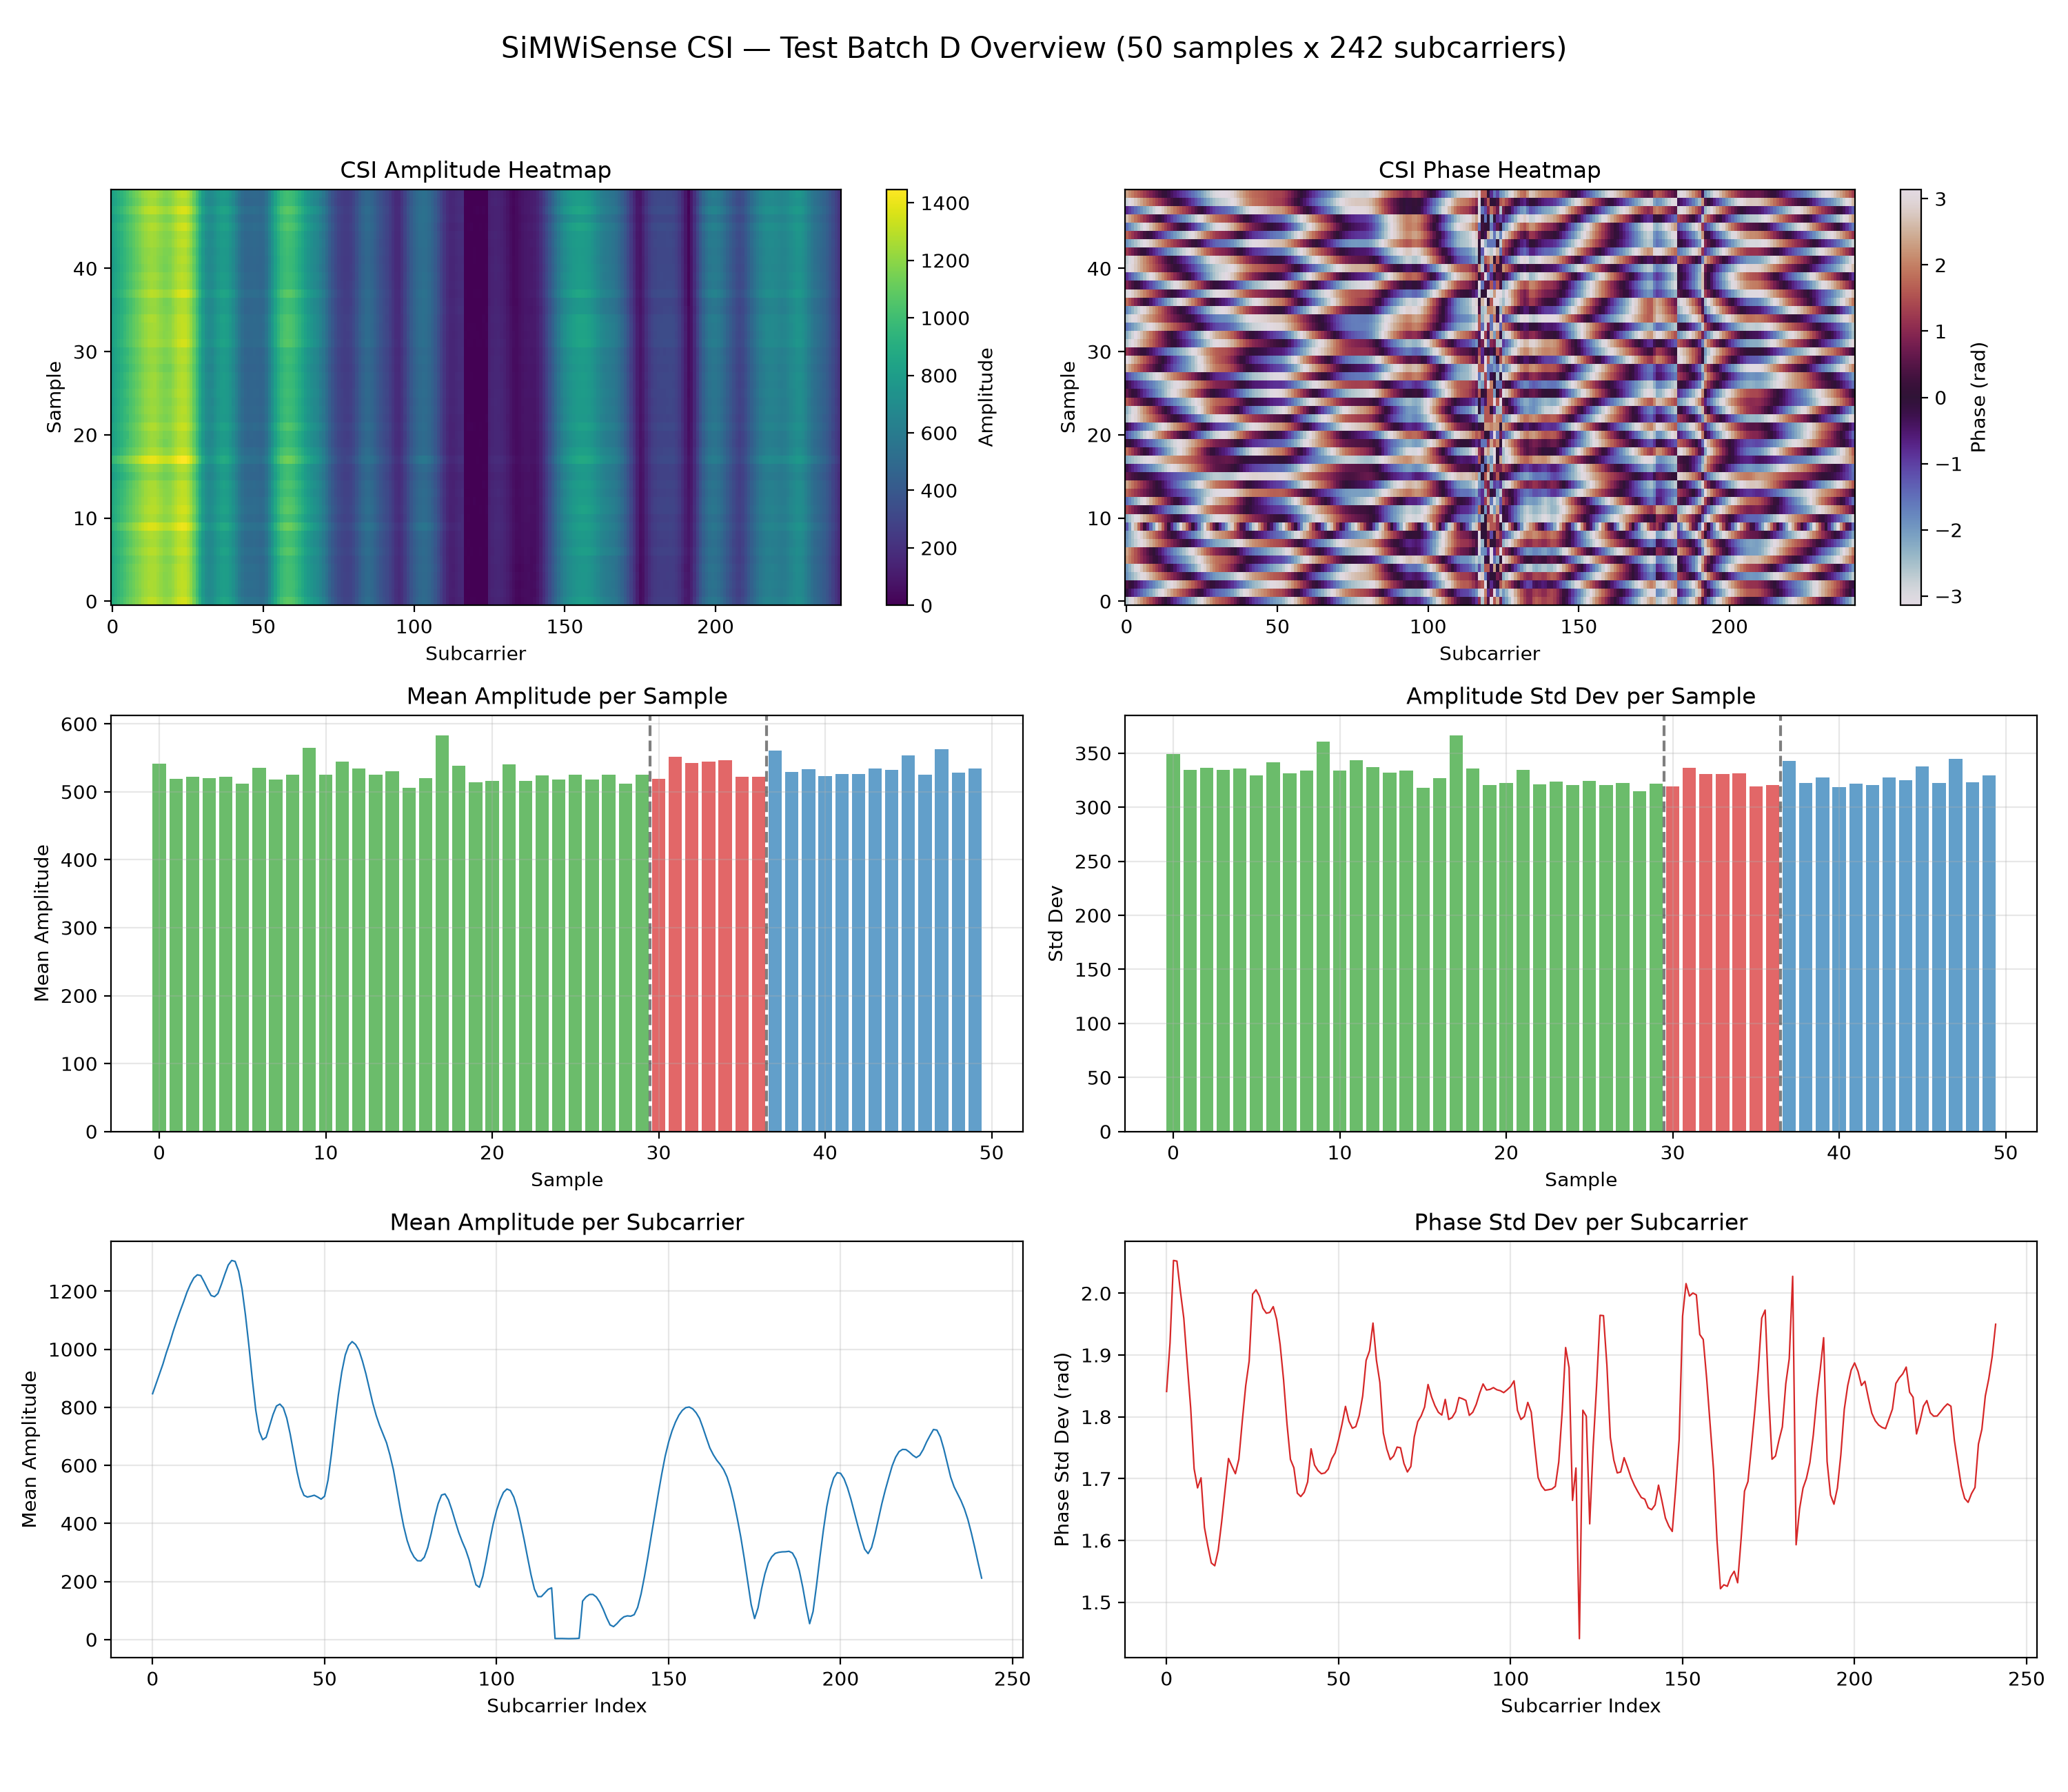 SiMWiSense CSI — Test Batch D Overview (50 samples x 242 subcarriers)
CSI Amplitude Heatmap
Sample
40
30
20
10
0
0 50 100 150 200
Subcarrier
1400
1200
1000
800
600
400
200
0
Amplitude
CSI Phase Heatmap
Sample
40
30
20
10
0
0 50 100 150 200
Subcarrier
3
2
1
0
−1
−2
−3
Phase (rad)
Mean Amplitude per Sample
Mean Amplitude
600
500
400
300
200
100
0
0 10 20 30 40 50
Sample
Amplitude Std Dev per Sample
Std Dev
350
300
250
200
150
100
50
0
0 10 20 30 40 50
Sample
Mean Amplitude per Subcarrier
Mean Amplitude
1200
1000
800
600
400
200
0
0 50 100 150 200 250
Subcarrier Index
Phase Std Dev per Subcarrier
Phase Std Dev (rad)
2.0
1.9
1.8
1.7
1.6
1.5
0 50 100 150 200 250
Subcarrier Index